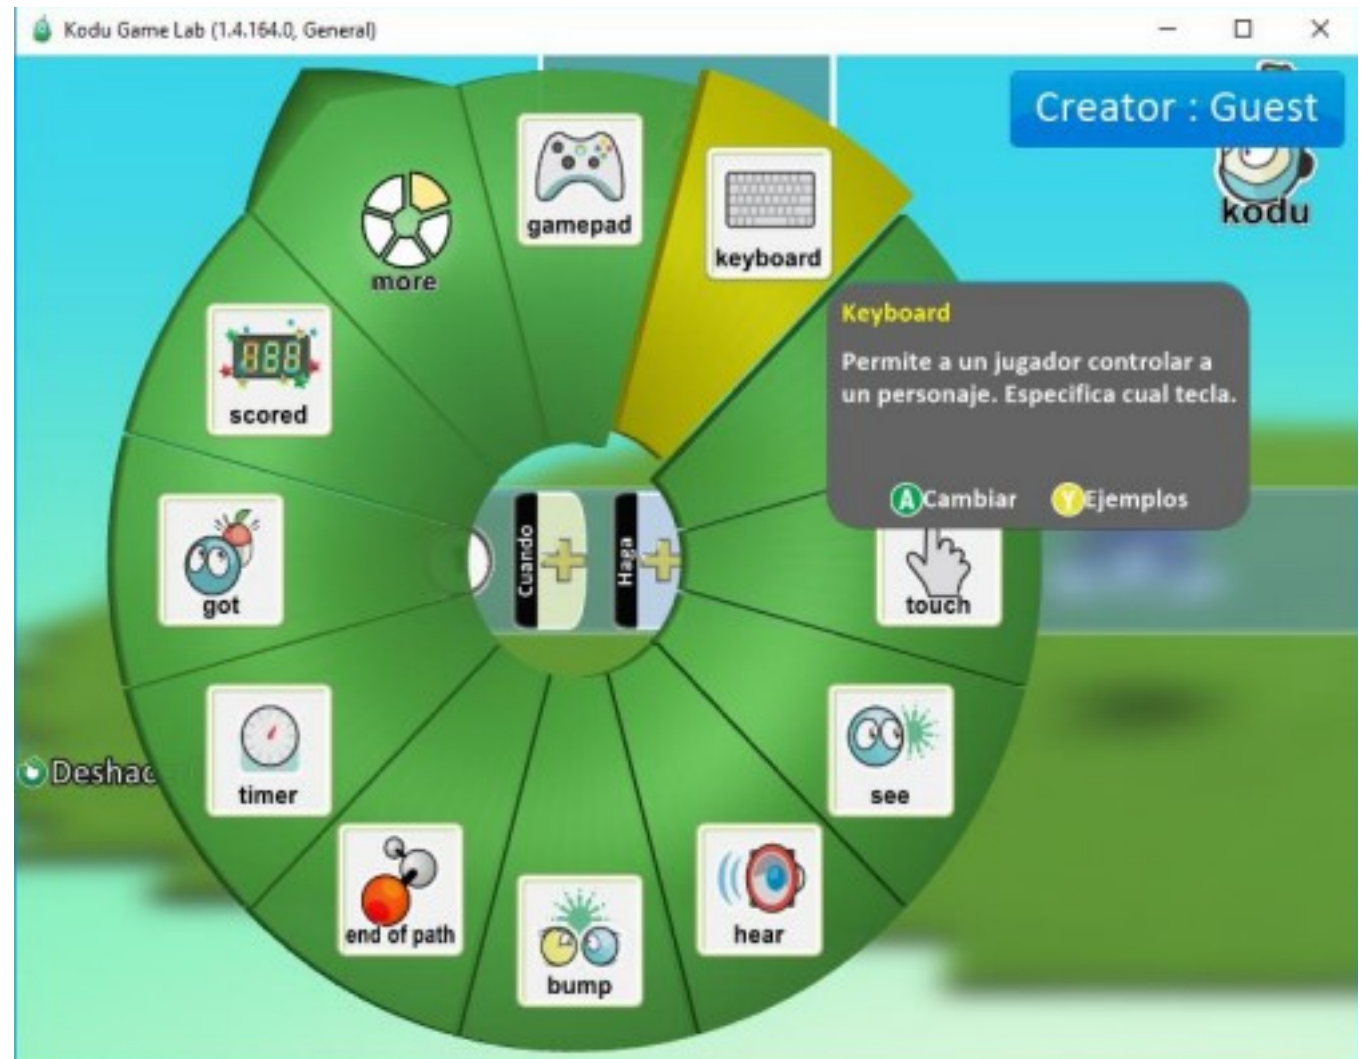 Kodu Game Lab (1.4.164.0, General)
Creator : Guest
kodu
gamepad
keyboard
more
scored
Keyboard
Permite a un jugador controlar a
un personaje. Especifica cual tecla.
A Cambiar Y Ejemplos
Cuando
Haga
got
touch
Deshac
timer
see
end of path
hear
bump